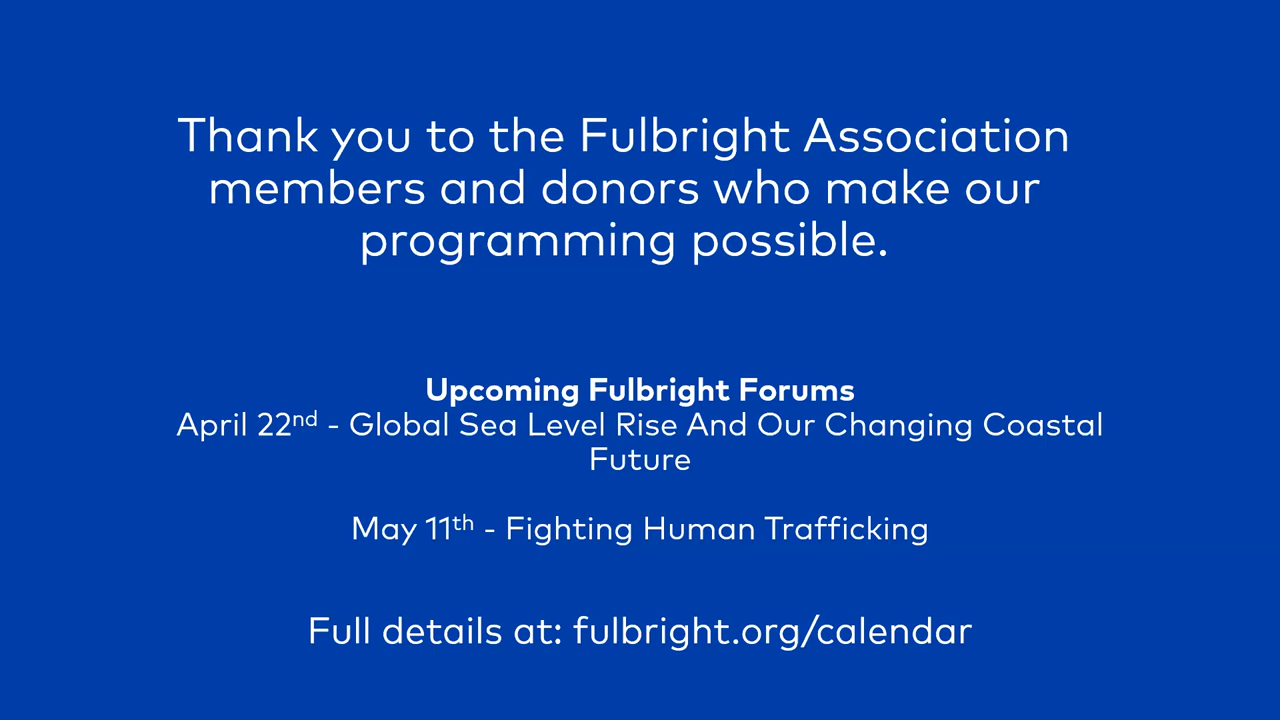 Thank you to the Fulbright Association
members and donors who make our
programming possible.
Upcoming Fulbright Forums
April 22nd - Global Sea Level Rise And Our Changing Coastal
Future
May 11th - Fighting Human Trafficking
Full details at: fulbright.org/calendar